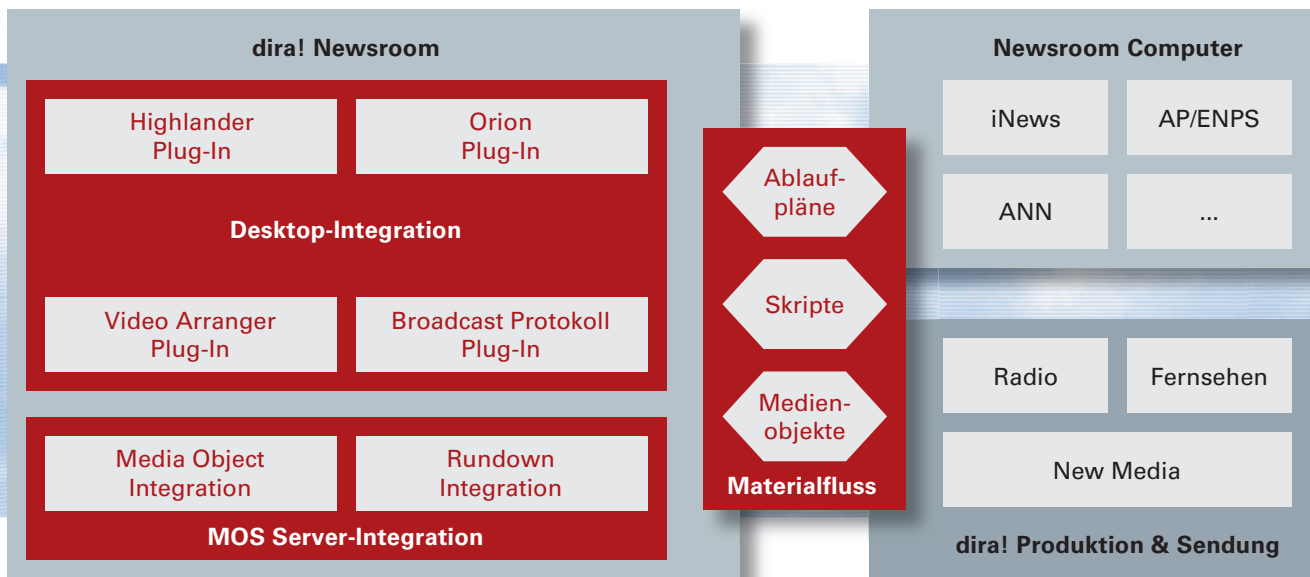 dira! Newsroom
Highlander
Plug-In
Orion
Plug-In
Desktop-Integration
Video Arranger
Plug-In
Broadcast Protokoll
Plug-In
Media Object
Integration
Rundown
Integration
MOS Server-Integration
Ablauf-
pläne
Skripte
Medien-
objekte
Materialfluss
Newsroom Computer
iNews
AP/ENPS
ANN
...
Radio
Fernsehen
New Media
dira! Produktion & Sendung